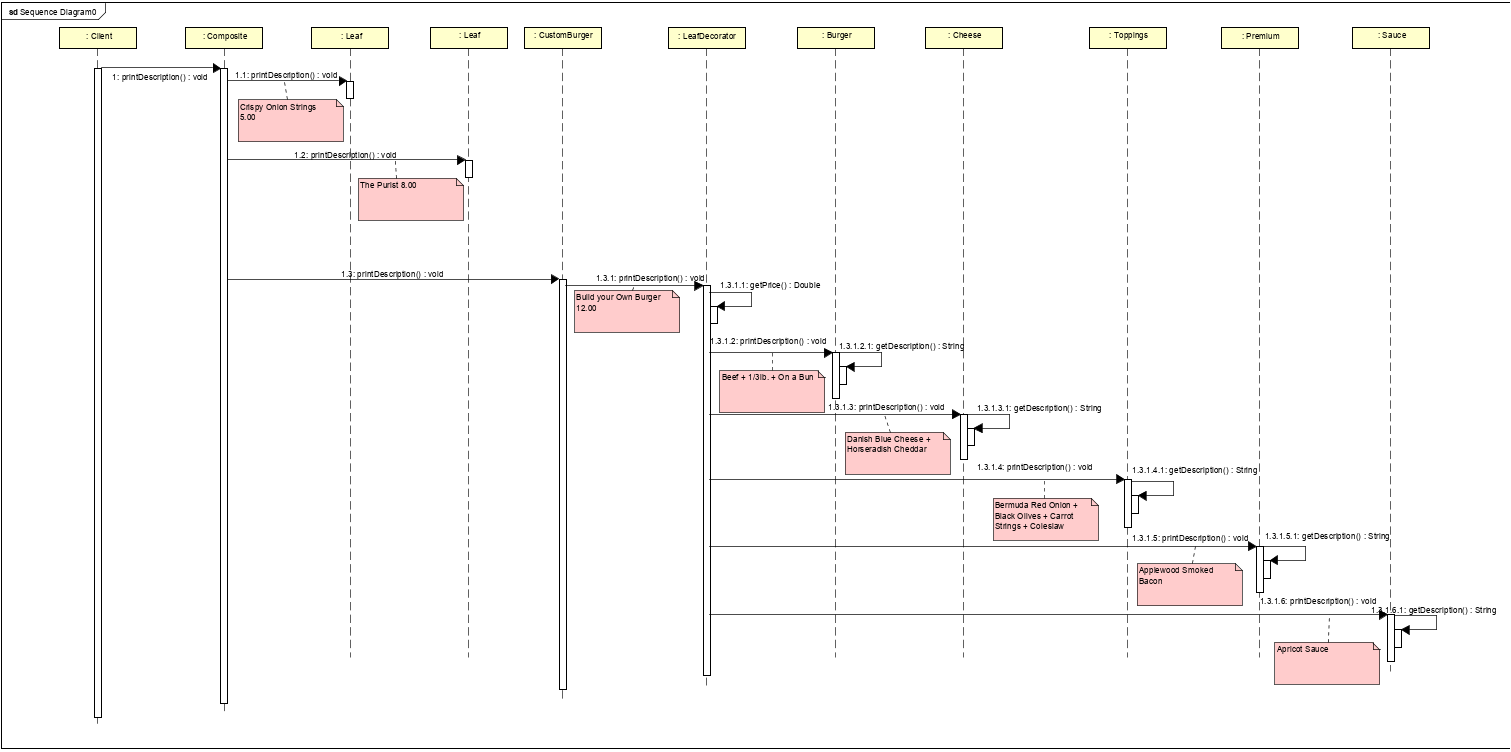 sd Sequence Diagram0
: Client
: Composite
: Leaf
: Leaf
: CustomBurger
: LeafDecorator
: Burger
: Cheese
: Toppings
: Premium
: Sauce
1: printDescription() : void
1.1: printDescription() : void
Crispy Onion Strings
5.00
1.2: printDescription() : void
The Purist 8.00
1.3: printDescription() : void
1.3.1: printDescription() : void
Build your Own Burger
12.00
1.3.1.1: getPrice() : Double
1.3.1.2: printDescription() : void
1.3.1.2.1: getDescription() : String
Beef + 1/3lb. + On a Bun
1.3.1.3: printDescription() : void
1.3.1.3.1: getDescription() : String
Danish Blue Cheese +
Horseradish Cheddar
1.3.1.4: printDescription() : void
1.3.1.4.1: getDescription() : String
Bermuda Red Onion +
Black Olives + Carrot
Strings + Coleslaw
1.3.1.5: printDescription() : void
1.3.1.5.1: getDescription() : String
Applewood Smoked
Bacon
1.3.1.6: printDescription() : void
1.3.1.6.1: getDescription() : String
Apricot Sauce